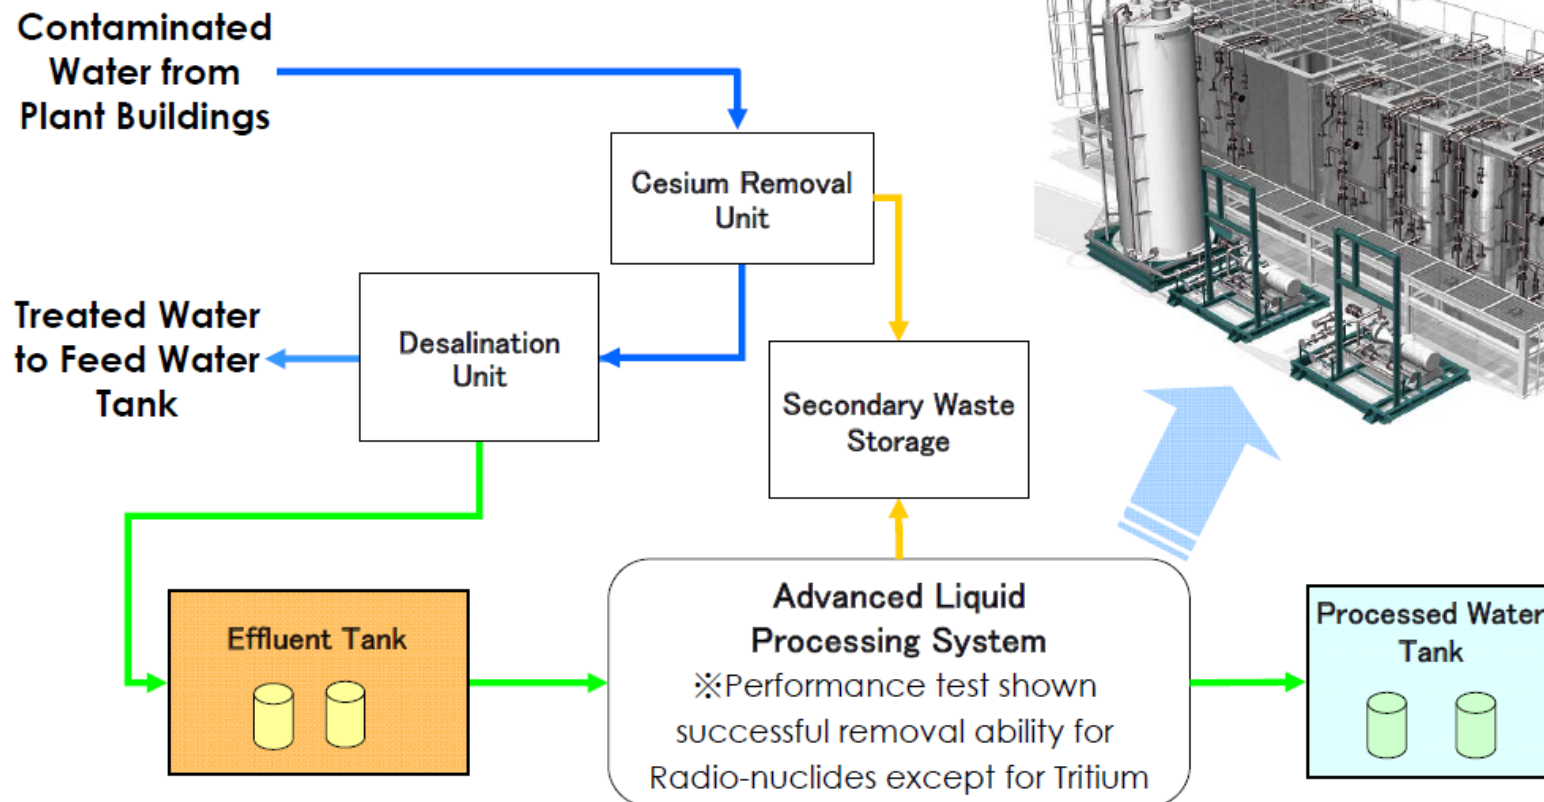 Contaminated
Water from
Plant Buildings
Cesium Removal
Unit
Treated Water
to Feed Water
Tank
Desalination
Unit
Secondary Waste
Storage
Effluent Tank
Advanced Liquid
Processing System
※Performance test shown
successful removal ability for
Radio-nuclides except for Tritium
Processed Water
Tank